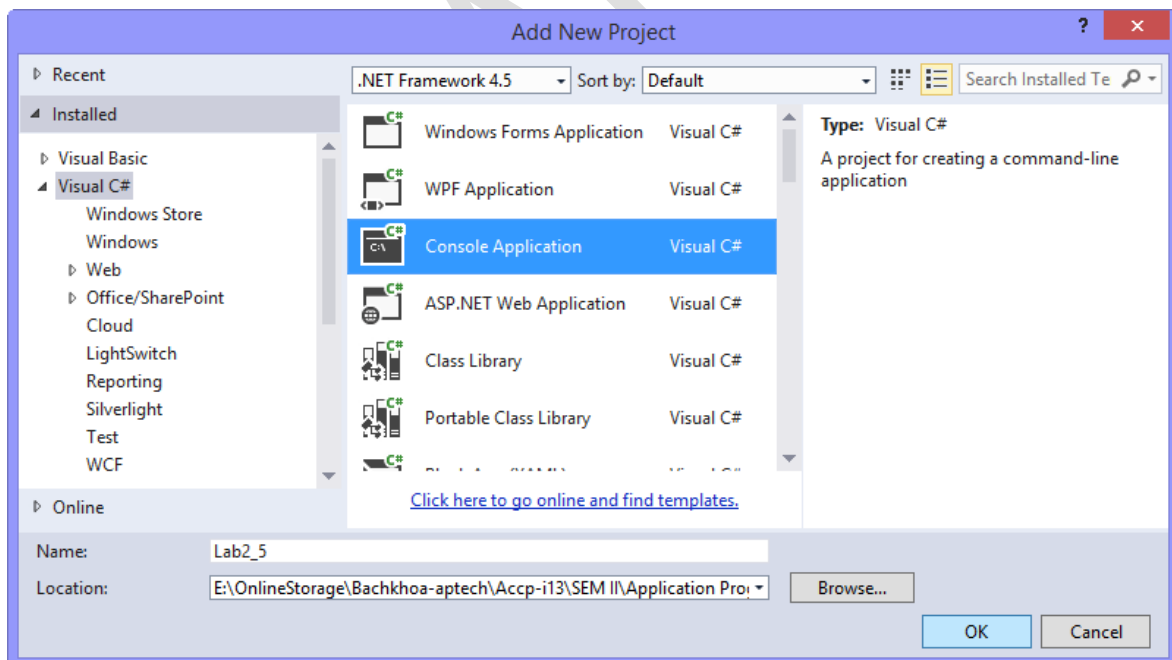 Add New Project
?
Recent
.NET Framework 4.5
Sort by:
Default
Search Installed Te
Installed
Visual Basic
Visual C#
Windows Store
Windows
Web
Office/SharePoint
Cloud
LightSwitch
Reporting
Silverlight
Test
WCF
Online
C# Windows Forms Application Visual C#
C# WPF Application Visual C#
C# C:\ Console Application Visual C#
C# ASP.NET Web Application Visual C#
C# Class Library Visual C#
C# Portable Class Library Visual C#
C#
Click here to go online and find templates.
Type: Visual C#
A project for creating a command-line
application
Name: Lab2_5
Location: E:\OnlineStorage\Bachkhoa-aptech\Accp-i13\SEM II\Application Pro
Browse...
OK Cancel